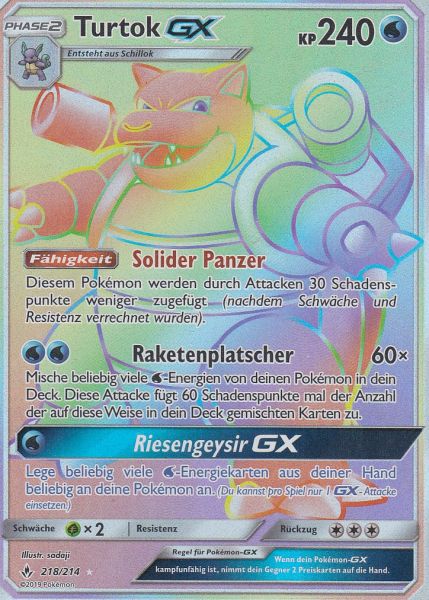 PHASE2 Turtok GX KP 240
Entsteht aus Schillok
Fähigkeit Solider Panzer
Diesem Pokémon werden durch Attacken 30 Schadens-
punkte weniger zugefügt (nachdem Schwäche und
Resistenz verrechnet wurden).
Raketenplatscher 60×
Mische beliebig viele -Energien von deinen Pokémon in dein
Deck. Diese Attacke fügt 60 Schadenspunkte mal der Anzahl
der auf diese Weise in dein Deck gemischten Karten zu.
Riesengeysir GX
Lege beliebig viele -Energiekarten aus deiner Hand
beliebig an deine Pokémon an. (Du kannst pro Spiel nur 1 GX-Attacke
einsetzen.)
Schwäche ×2 Resistenz Rückzug
Illustr. sadaji
218/214
©2019 Pokémon
Regel für Pokémon-GX Wenn dein Pokémon-GX
kampfunfähig ist, nimmt dein Gegner 2 Preiskarten auf die Hand.